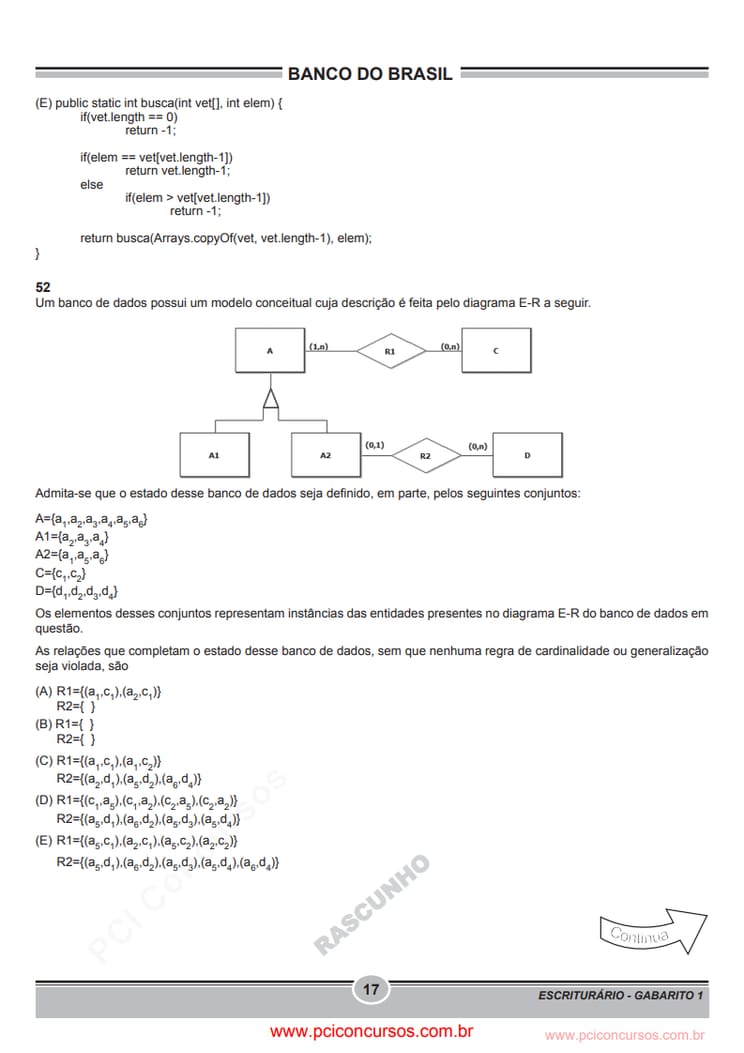 BANCO DO BRASIL
(E) public static int busca(int vet[], int elem) {
if(vet.length == 0)
return -1;
if(elem == vet[vet.length-1])
return vet.length-1;
else
if(elem > vet[vet.length-1])
return -1;
return busca(Arrays.copyOf(vet, vet.length-1), elem);
}
52
Um banco de dados possui um modelo conceitual cuja descrição é feita pelo diagrama E-R a seguir.
A (1,n) R1 (0,n) C
A1 A2 (0,1) R2 (0,n) D
Admita-se que o estado desse banco de dados seja definido, em parte, pelos seguintes conjuntos:
A={a₁,a₂,a₃,a₄,a₅,a₆}
A1={a₂,a₃,a₄}
A2={a₁,a₅,a₆}
C={c₁,c₂}
D={d₁,d₂,d₃,d₄}
Os elementos desses conjuntos representam instâncias das entidades presentes no diagrama E-R do banco de dados em
questão.
As relações que completam o estado desse banco de dados, sem que nenhuma regra de cardinalidade ou generalização
seja violada, são
(A) R1={(a₁,c₁),(a₂,c₁)}
R2={ }
(B) R1={ }
R2={ }
(C) R1={(a₁,c₁),(a₁,c₂)}
R2={(a₂,d₁),(a₅,d₂),(a₆,d₄)}
(D) R1={(c₁,a₅),(c₁,a₂),(c₂,a₅),(c₂,a₂)}
R2={(a₅,d₁),(a₆,d₂),(a₅,d₃),(a₅,d₄)}
(E) R1={(a₅,c₁),(a₂,c₁),(a₅,c₂),(a₂,c₂)}
R2={(a₅,d₁),(a₆,d₂),(a₅,d₃),(a₅,d₄),(a₆,d₄)}
PCI Concursos
RASCUNHO
Continua
17
ESCRITURÁRIO - GABARITO 1
www.pciconcursos.com.br
www.pciconcursos.com.br